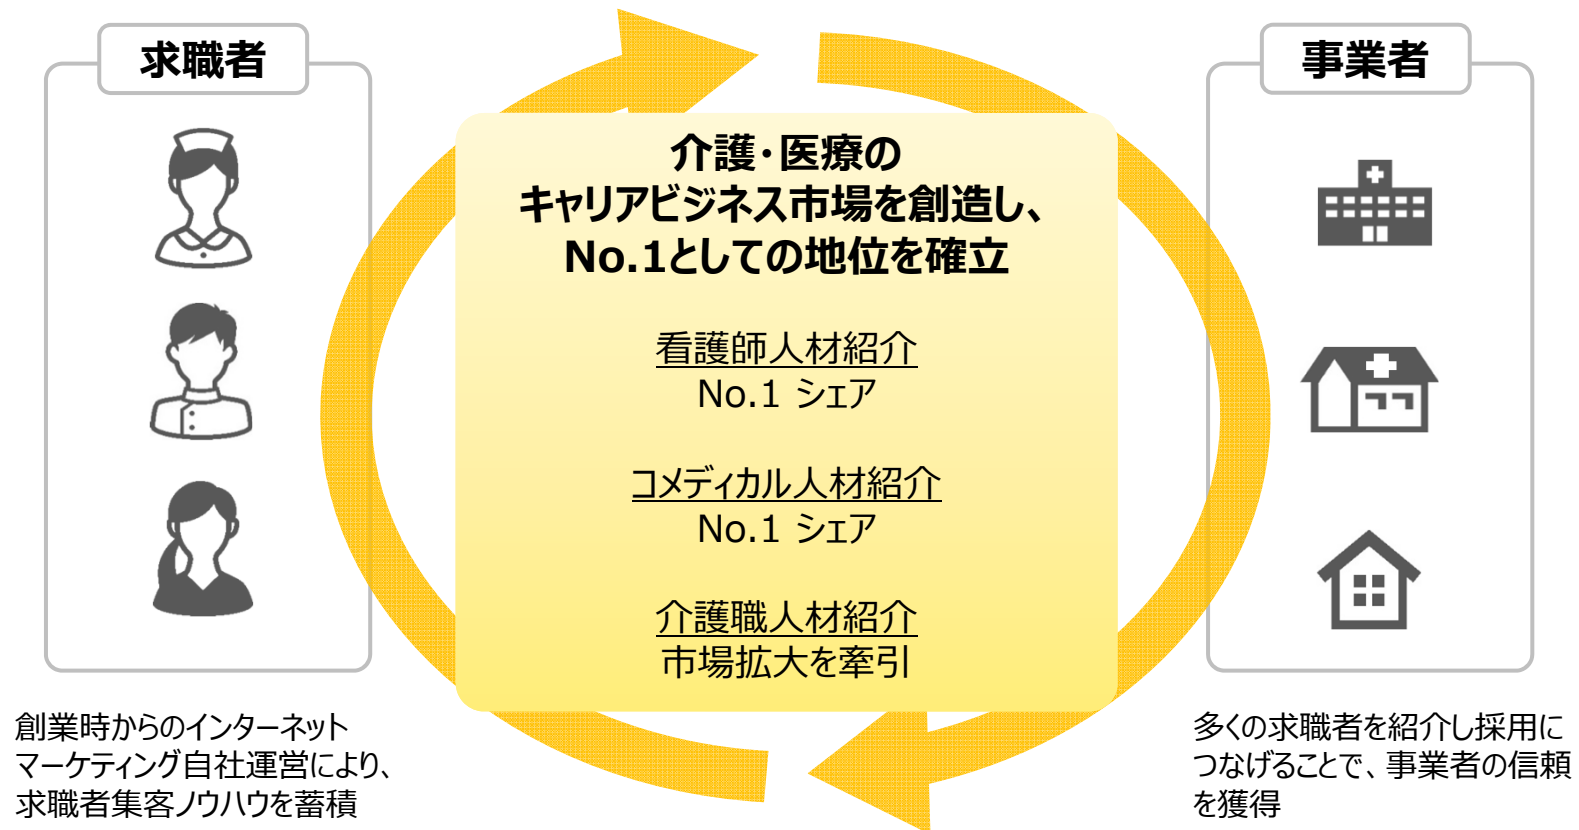 求職者
創業時からのインターネット
マーケティング自社運営により、
求職者集客ノウハウを蓄積
介護・医療の
キャリアビジネス市場を創造し、
No.1としての地位を確立
看護師人材紹介
No.1 シェア
コメディカル人材紹介
No.1 シェア
介護職人材紹介
市場拡大を牽引
事業者
多くの求職者を紹介し採用に
つなげることで、事業者の信頼
を獲得